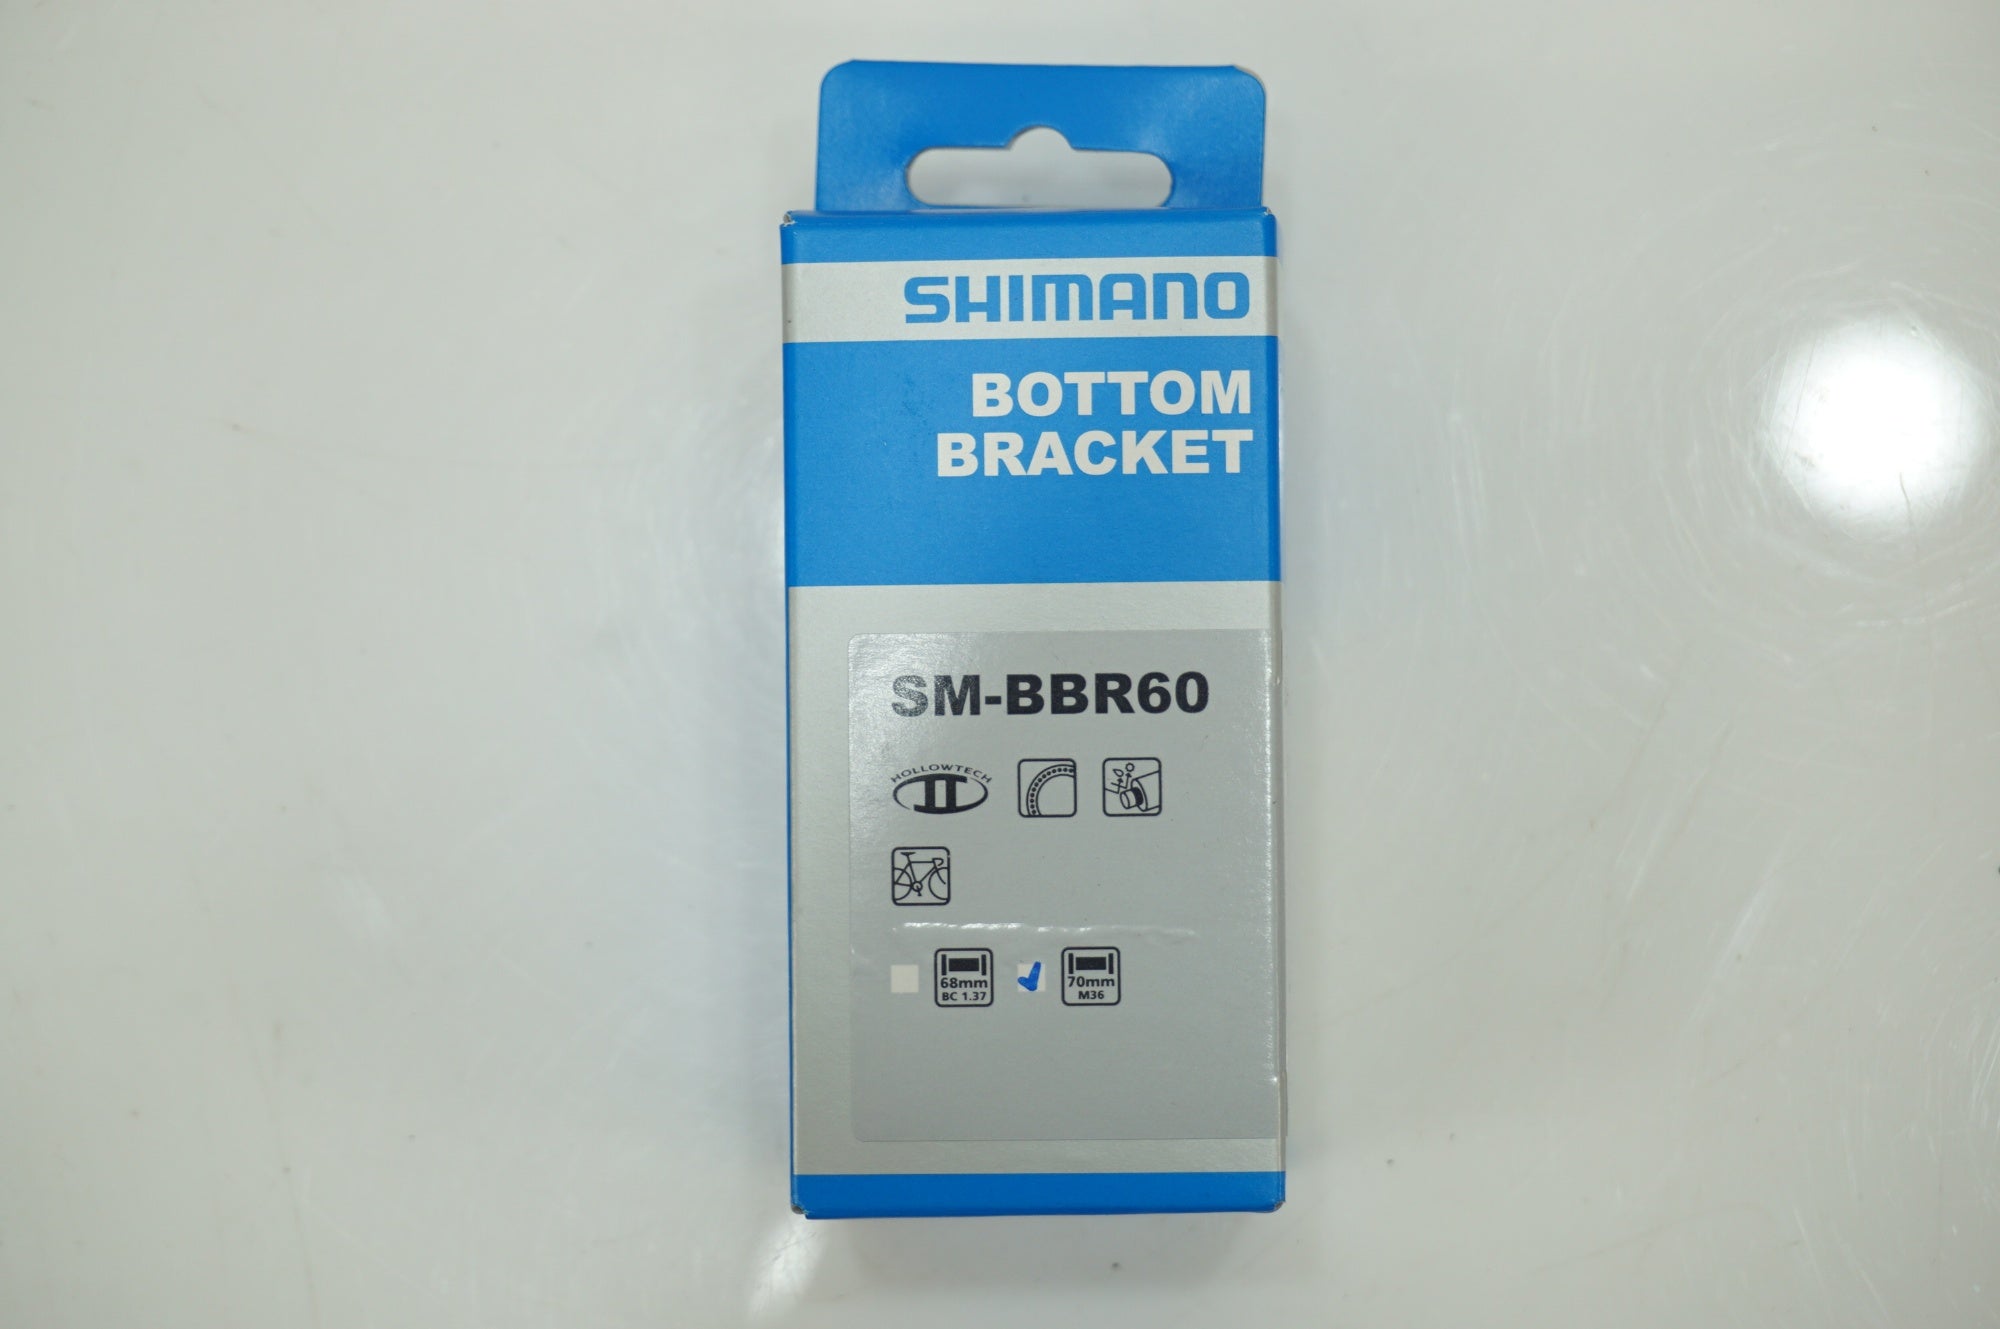 SHIMANO
BOTTOM
BRACKET
SM-BBR60
HOLLOWTECH
II
68mm
BC 1.37
70mm
M36